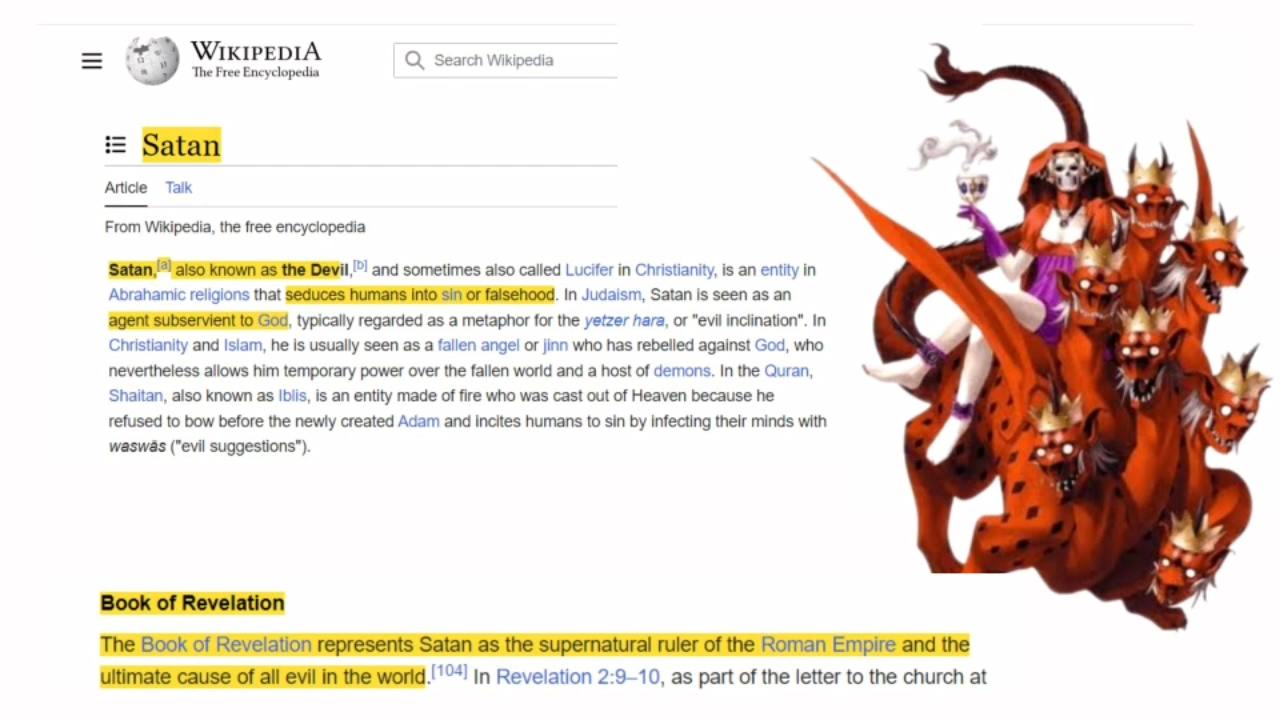 WIKIPEDIA
The Free Encyclopedia
Search Wikipedia
Satan
Article Talk
From Wikipedia, the free encyclopedia
Satan,[a] also known as the Devil,[b] and sometimes also called Lucifer in Christianity, is an entity in
Abrahamic religions that seduces humans into sin or falsehood. In Judaism, Satan is seen as an
agent subservient to God, typically regarded as a metaphor for the yetzer hara, or "evil inclination". In
Christianity and Islam, he is usually seen as a fallen angel or jinn who has rebelled against God, who
nevertheless allows him temporary power over the fallen world and a host of demons. In the Quran,
Shaitan, also known as Iblis, is an entity made of fire who was cast out of Heaven because he
refused to bow before the newly created Adam and incites humans to sin by infecting their minds with
waswās ("evil suggestions").
Book of Revelation
The Book of Revelation represents Satan as the supernatural ruler of the Roman Empire and the
ultimate cause of all evil in the world.[104] In Revelation 2:9–10, as part of the letter to the church at